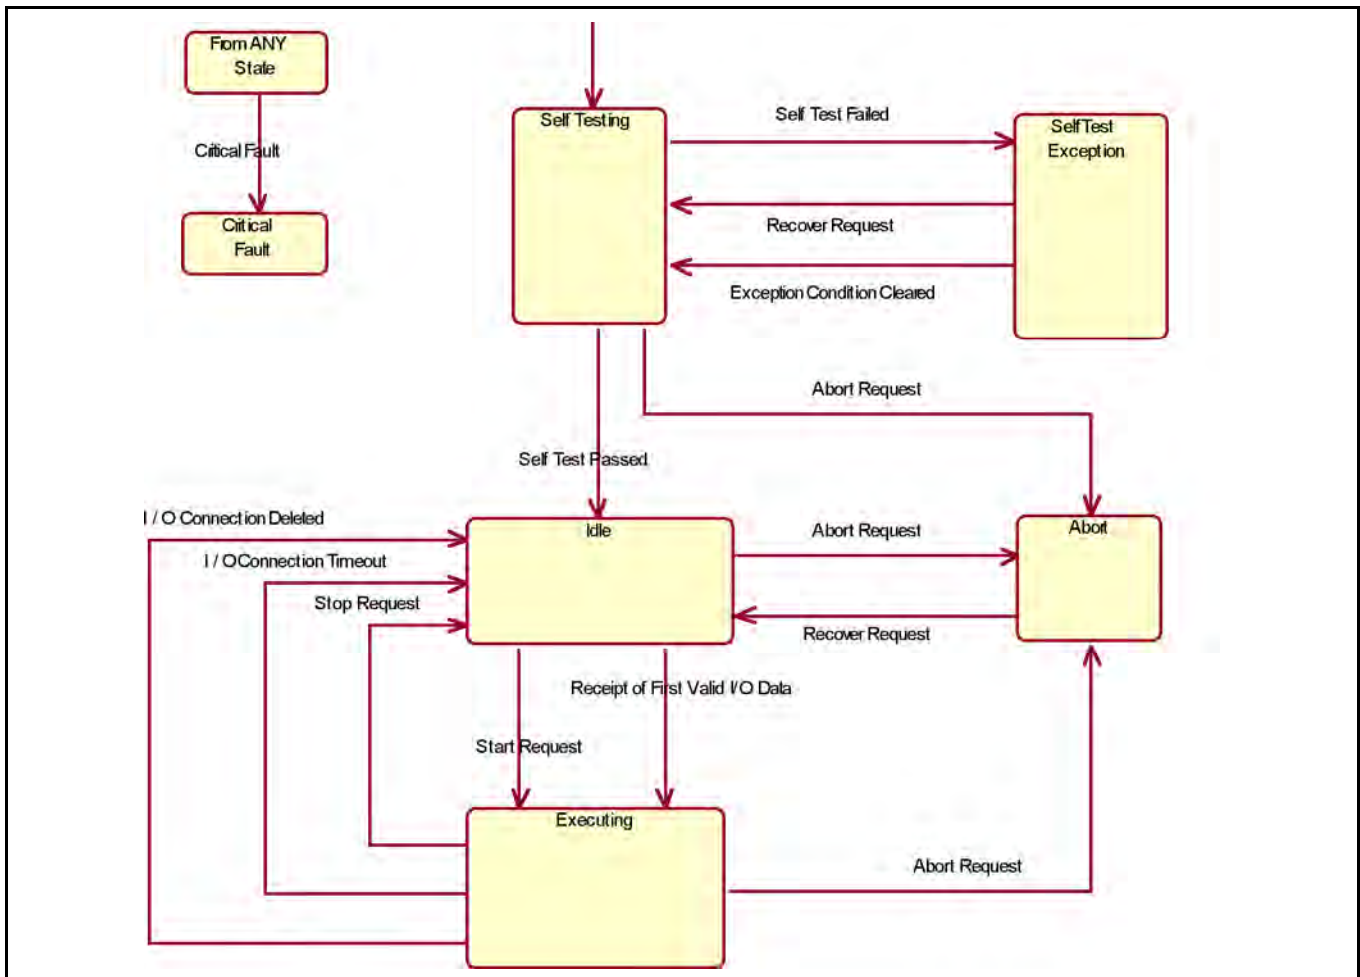 From ANY
State
Critical Fault
Critical
Fault
Self Testing
Self Test Failed
Self Test
Exception
Recover Request
Exception Condition Cleared
Abort Request
Self Test Passed
I / O Connection Deleted
I / O Connection Timeout
Stop Request
Idle
Abort Request
Abort
Recover Request
Receipt of First Valid I/O Data
Start Request
Executing
Abort Request